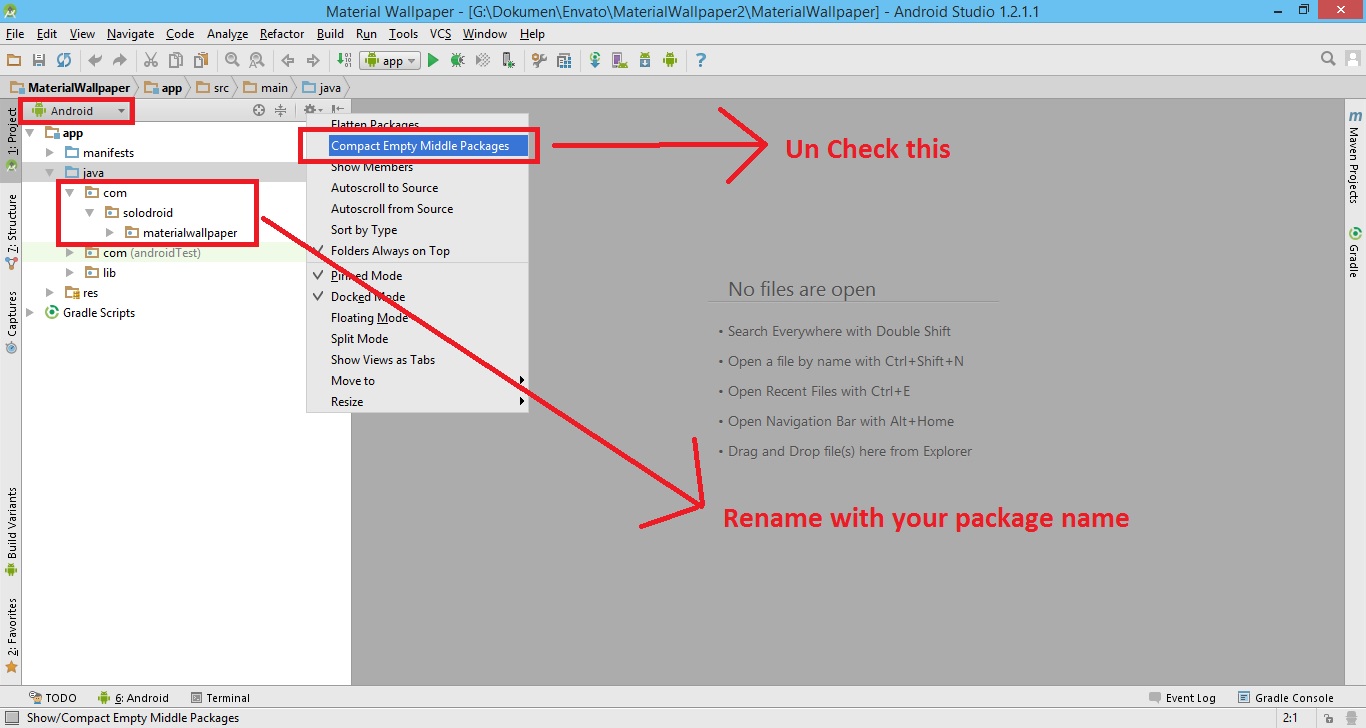 Material Wallpaper - [G:\Dokumen\Envato\MaterialWallpaper2\MaterialWallpaper] - Android Studio 1.2.1.1
File Edit View Navigate Code Analyze Refactor Build Run Tools VCS Window Help
app
MaterialWallpaper app src main java
Android
1: Project
7: Structure
Captures
Build Variants
2: Favorites
app
manifests
java
com
solodroid
materialwallpaper
com (androidTest)
lib
res
Gradle Scripts
Flatten Packages
Compact Empty Middle Packages
Show Members
Autoscroll to Source
Autoscroll from Source
Sort by Type
Folders Always on Top
Pinned Mode
Docked Mode
Floating Mode
Split Mode
Show Views as Tabs
Move to
Resize
Un Check this
No files are open
• Search Everywhere with Double Shift
• Open a file by name with Ctrl+Shift+N
• Open Recent Files with Ctrl+E
• Open Navigation Bar with Alt+Home
• Drag and Drop file(s) here from Explorer
Rename with your package name
m
Maven Projects
Gradle
TODO 6: Android Terminal Event Log Gradle Console
Show/Compact Empty Middle Packages 2:1